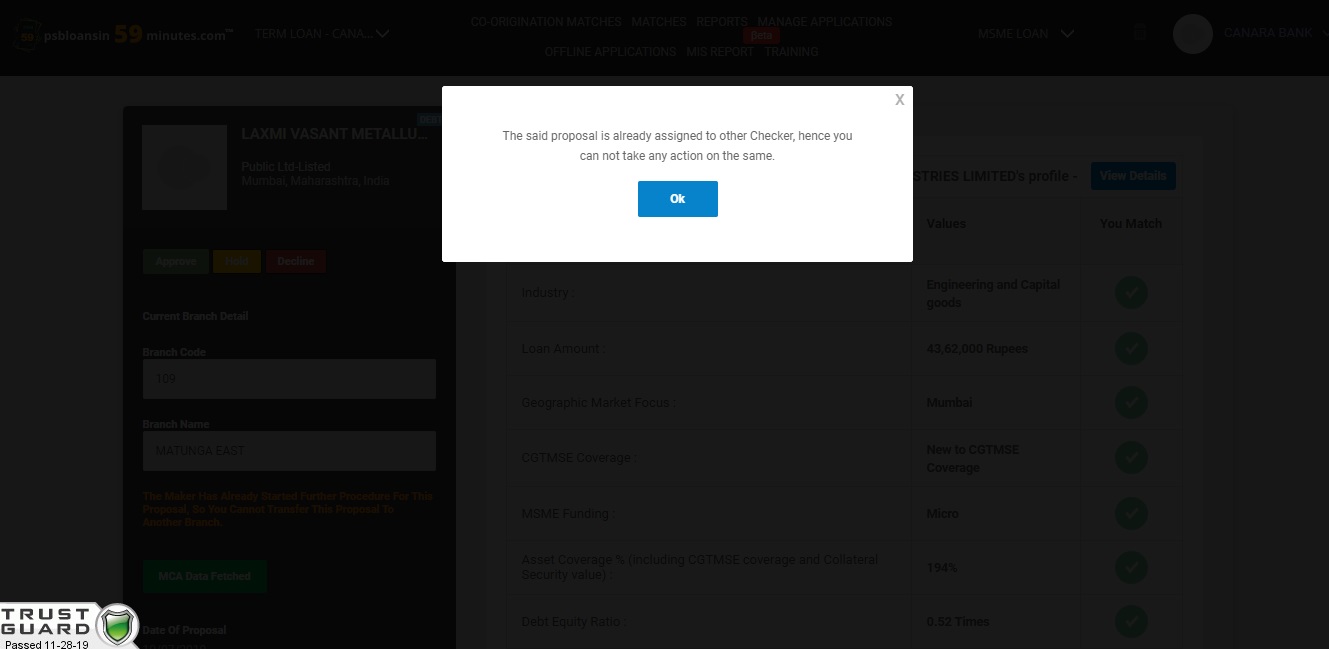 psbloansin 59 minutes.com™
TERM LOAN - CANA...
CO-ORIGINATION MATCHES MATCHES REPORTS MANAGE APPLICATIONS
Beta
OFFLINE APPLICATIONS MIS REPORT TRAINING
MSME LOAN
CANARA BANK
X
The said proposal is already assigned to other Checker, hence you
can not take any action on the same.
Ok
LAXMI VASANT METALLU...
Public Ltd-Listed
Mumbai, Maharashtra, India
Approve Hold Decline
Current Branch Detail
Branch Code
109
Branch Name
MATUNGA EAST
The Maker Has Already Started Further Procedure For This
Proposal, So You Cannot Transfer This Proposal To
Another Branch.
MCA Data Fetched
Date Of Proposal
STRIES LIMITED's profile - View Details
Values You Match
Industry : Engineering and Capital
goods
Loan Amount : 43,62,000 Rupees
Geographic Market Focus : Mumbai
CGTMSE Coverage : New to CGTMSE
Coverage
MSME Funding : Micro
Asset Coverage % (including CGTMSE coverage and Collateral
Security value) : 194%
Debt Equity Ratio : 0.52 Times
TRUST
GUARD
Passed 11-28-19